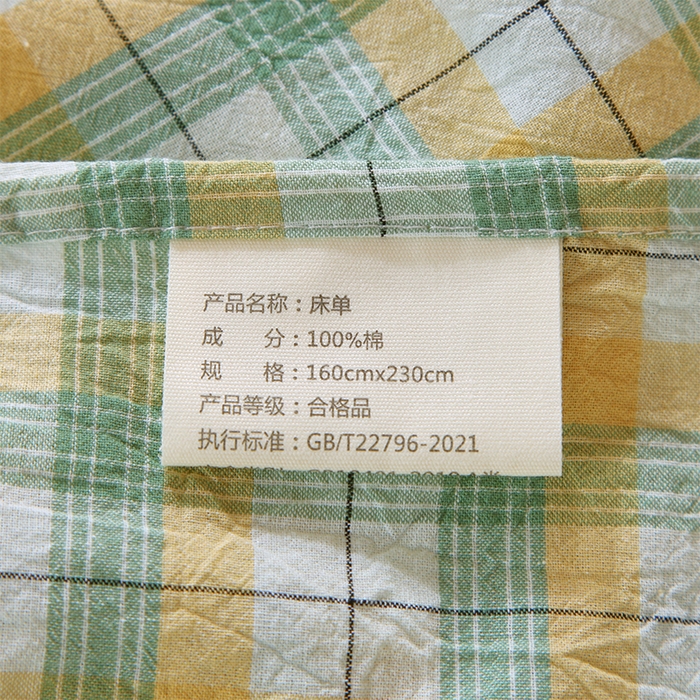 产品名称：床单
成　　分：100%棉
规　　格：160cmx230cm
产品等级：合格品
执行标准：GB/T22796-2021